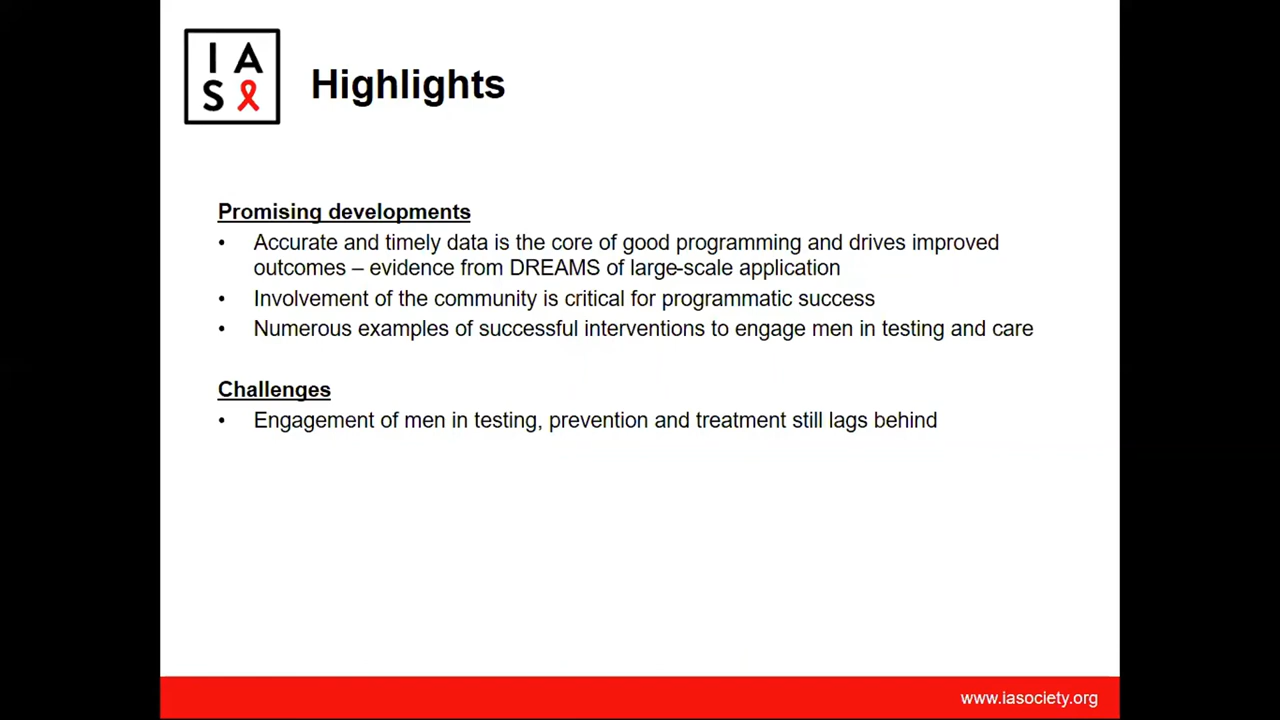 I A
S
Highlights
Promising developments
• Accurate and timely data is the core of good programming and drives improved
outcomes – evidence from DREAMS of large-scale application
• Involvement of the community is critical for programmatic success
• Numerous examples of successful interventions to engage men in testing and care
Challenges
• Engagement of men in testing, prevention and treatment still lags behind
www.iasociety.org